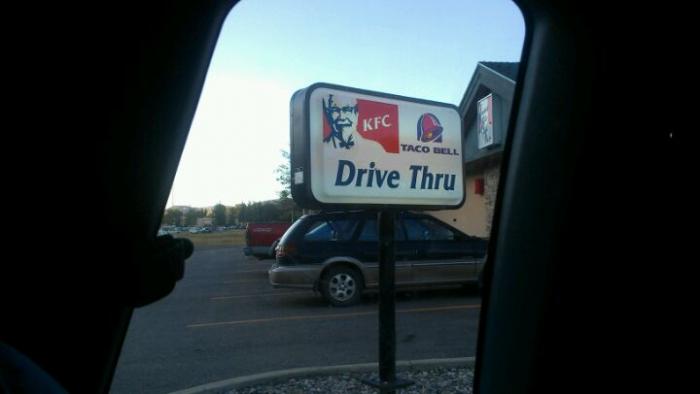 KFC
TACO BELL
Drive Thru